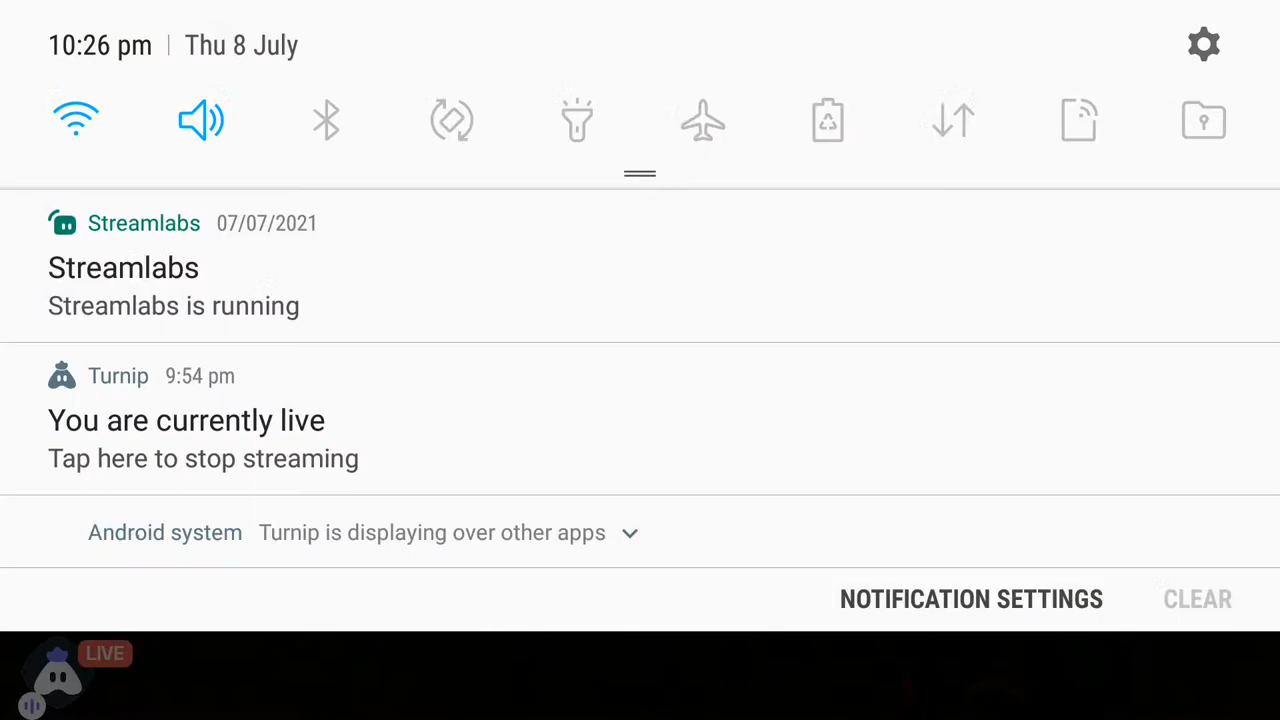 10:26 pm | Thu 8 July
Streamlabs 07/07/2021
Streamlabs
Streamlabs is running
Turnip 9:54 pm
You are currently live
Tap here to stop streaming
Android system Turnip is displaying over other apps
NOTIFICATION SETTINGS CLEAR
LIVE